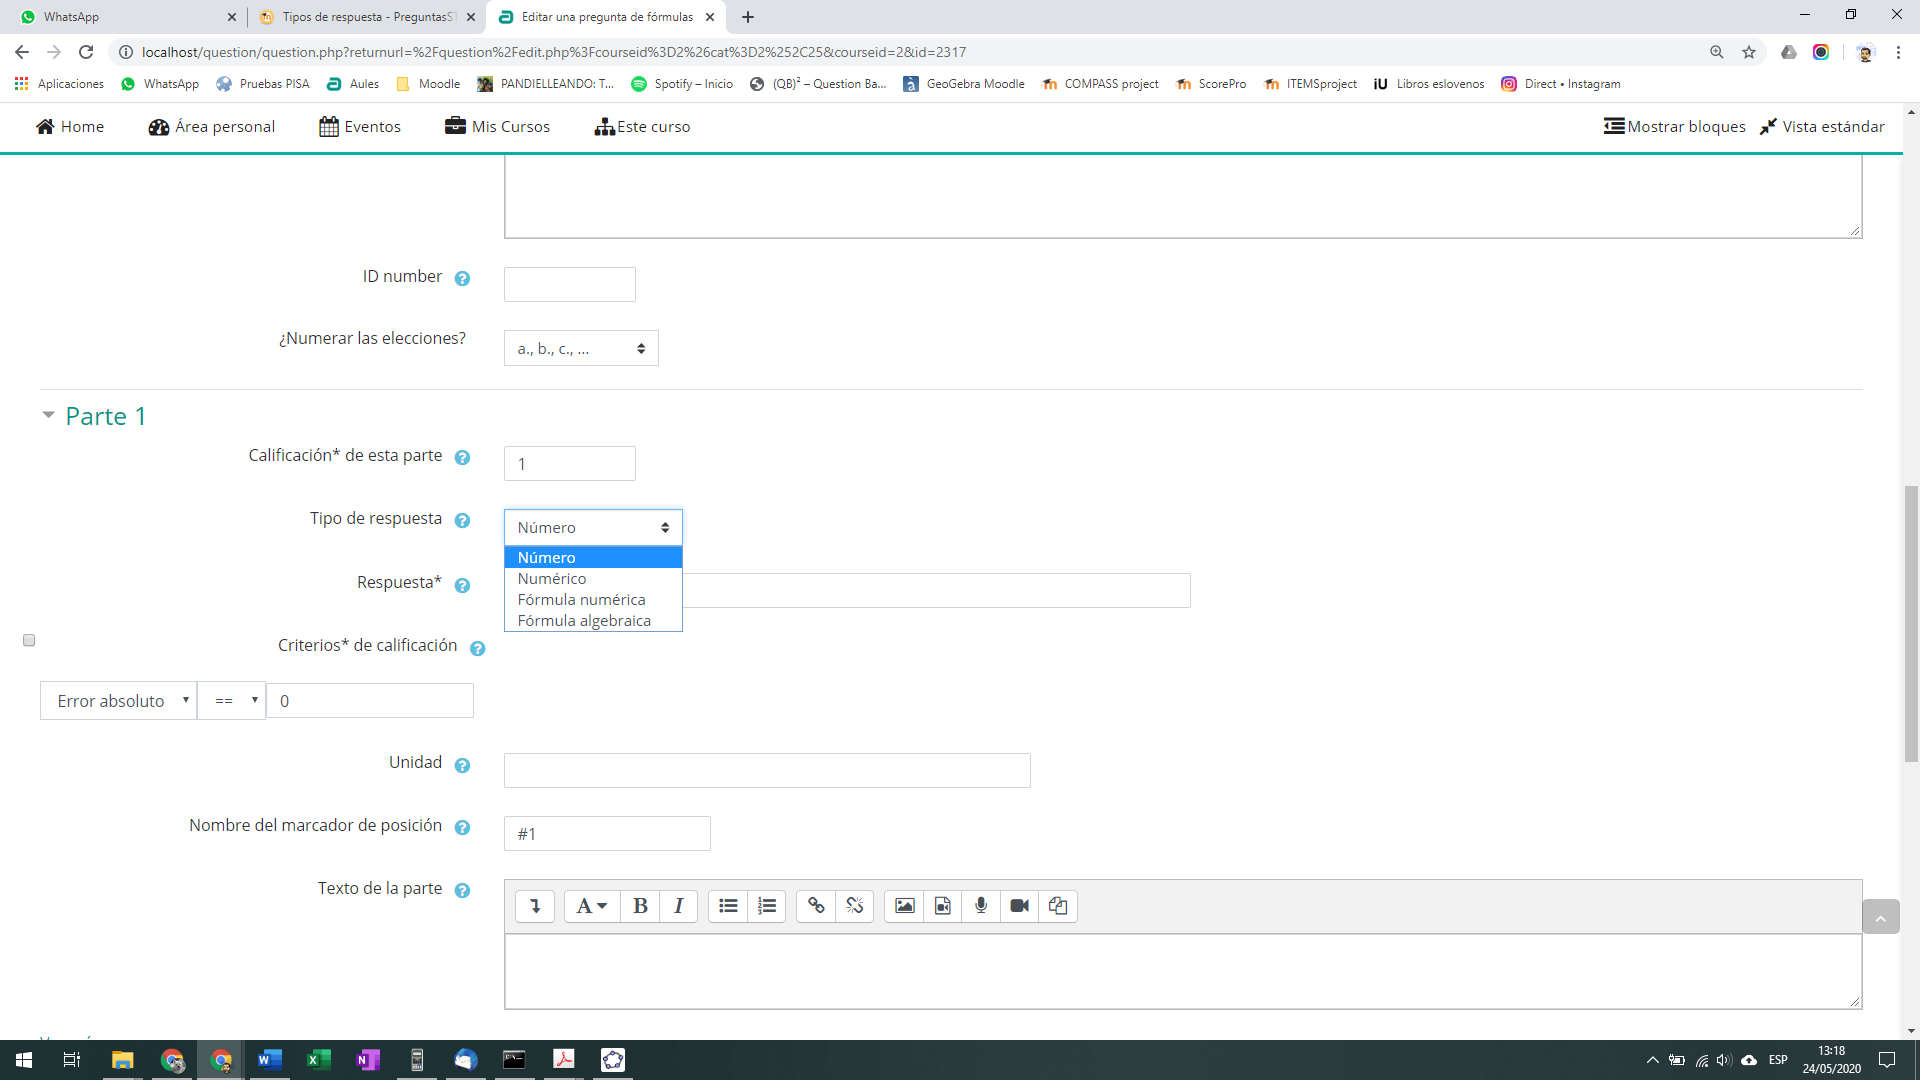 WhatsApp
Tipos de respuesta - PreguntasST
Editar una pregunta de fórmulas
localhost/question/question.php?returnurl=%2Fquestion%2Fedit.php%3Fcourseid%3D2%26cat%3D2%252C25&courseid=2&id=2317
Aplicaciones
WhatsApp
Pruebas PISA
Aules
Moodle
PANDIELLEANDO: T...
Spotify – Inicio
(QB)² – Question Ba...
GeoGebra Moodle
COMPASS project
ScorePro
ITEMSproject
iU Libros eslovenos
Direct • Instagram
Home
Área personal
Eventos
Mis Cursos
Este curso
Mostrar bloques
Vista estándar
ID number
¿Numerar las elecciones?
a., b., c., ...
Parte 1
Calificación* de esta parte
1
Tipo de respuesta
Número
Número
Numérico
Fórmula numérica
Fórmula algebraica
Respuesta*
Criterios* de calificación
Error absoluto
==
0
Unidad
Nombre del marcador de posición
#1
Texto de la parte
A
B
I
ESP
13:18
24/05/2020